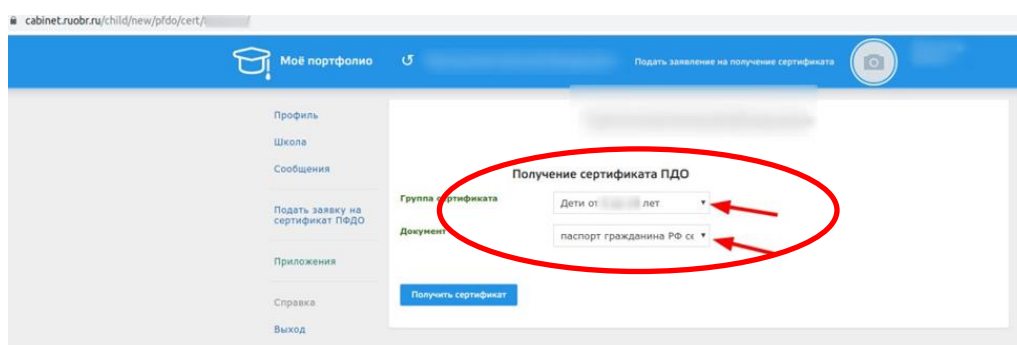 cabinet.ruobr.ru/child/new/pfdo/cert/
Моё портфолио
Подать заявление на получение сертификата
Профиль
Школа
Сообщения
Подать заявку на
сертификат ПФДО
Приложения
Справка
Выход
Получение сертификата ПДО
Группа сертификата
Дети от лет
Документ
паспорт гражданина РФ се
Получить сертификат